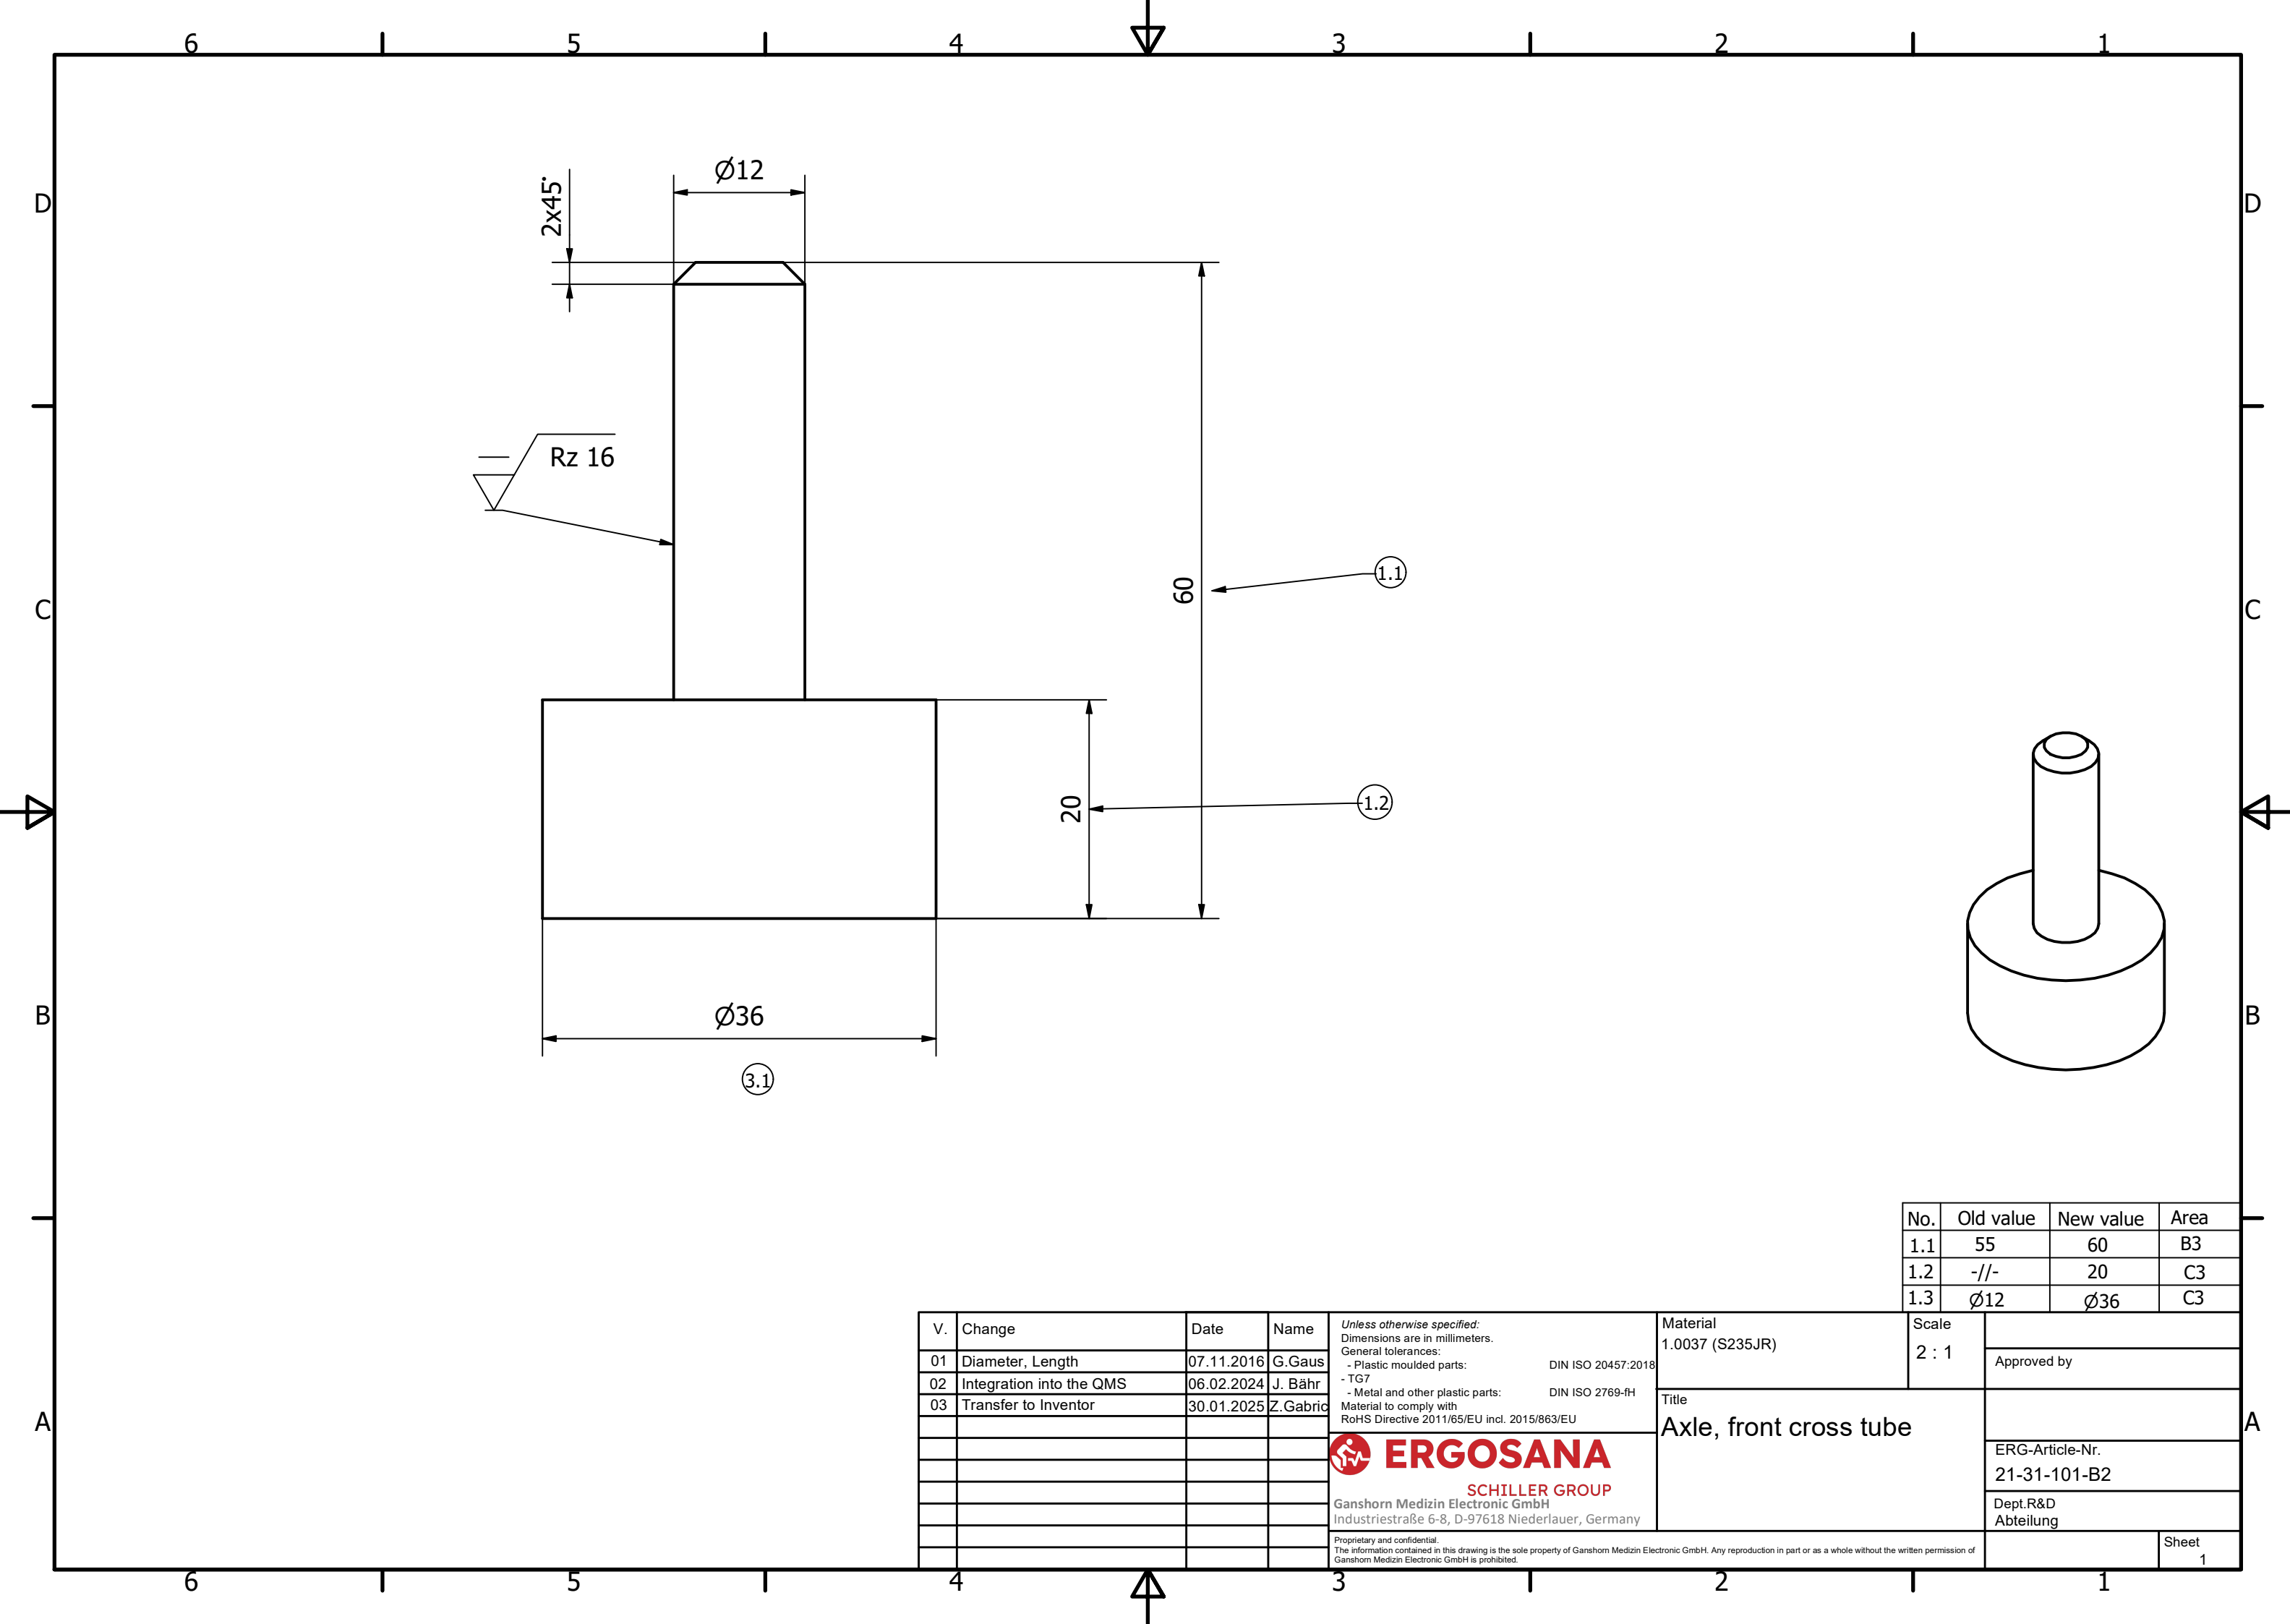 6 5 4 3 2 1
D D
C C
B B
A A
Ø12
2x45°
Rz 16
60
1.1
20
1.2
Ø36
3.1
No. Old value New value Area
1.1 55 60 B3
1.2 -//- 20 C3
1.3 Ø12 Ø36 C3
V. Change Date Name
01 Diameter, Length 07.11.2016 G.Gaus
02 Integration into the QMS 06.02.2024 J. Bähr
03 Transfer to Inventor 30.01.2025 Z.Gabric
Unless otherwise specified:
Dimensions are in millimeters.
General tolerances:
- Plastic moulded parts: DIN ISO 20457:2018
- TG7
- Metal and other plastic parts: DIN ISO 2769-fH
Material to comply with
RoHS Directive 2011/65/EU incl. 2015/863/EU
ERGOSANA
SCHILLER GROUP
Ganshorn Medizin Electronic GmbH
Industriestraße 6-8, D-97618 Niederlauer, Germany
Proprietary and confidential.
The information contained in this drawing is the sole property of Ganshorn Medizin Electronic GmbH. Any reproduction in part or as a whole without the written permission of
Ganshorn Medizin Electronic GmbH is prohibited.
Material
1.0037 (S235JR)
Scale
2 : 1
Title
Axle, front cross tube
Approved by
ERG-Article-Nr.
21-31-101-B2
Dept.R&D
Abteilung
Sheet
1
6 5 4 3 2 1